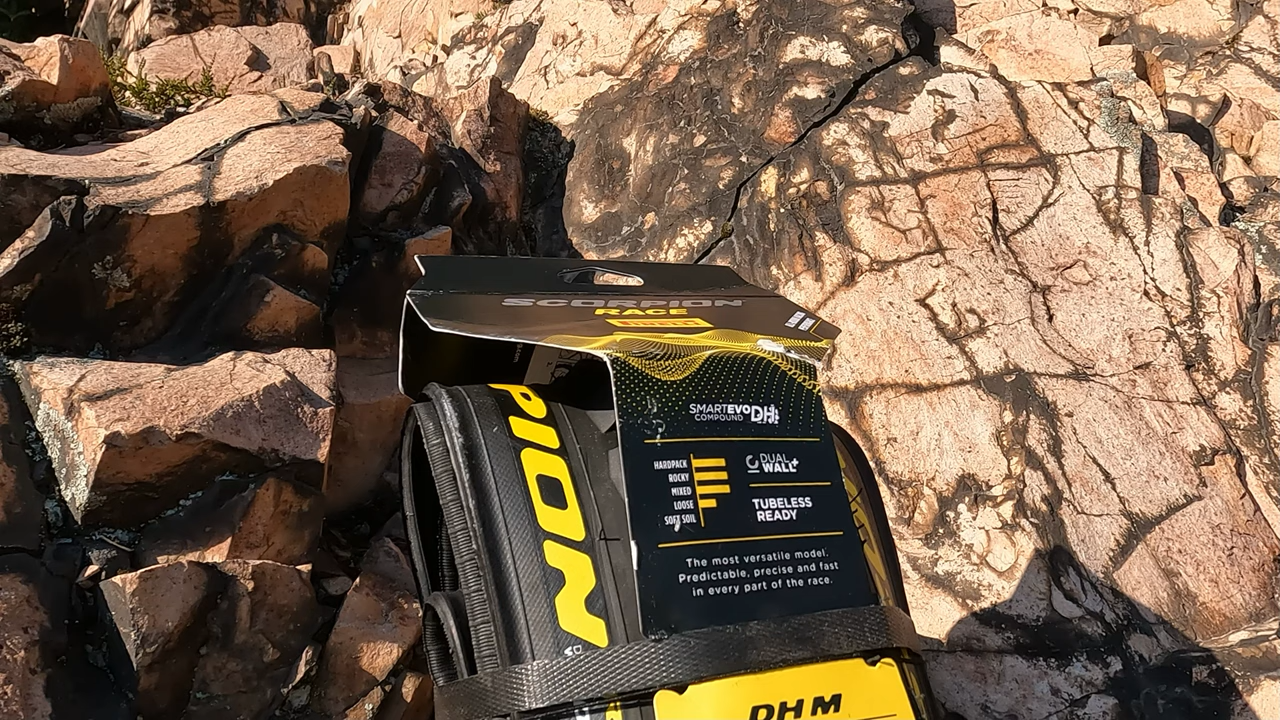 SCORPION
RACE
PIRELLI
SMARTEVO DH
COMPOUND
HARDPACK
ROCKY
MIXED
LOOSE
SOFT SOIL
DUAL
WALL+
TUBELESS
READY
The most versatile model.
Predictable, precise and fast
in every part of the race.
PION
DH M